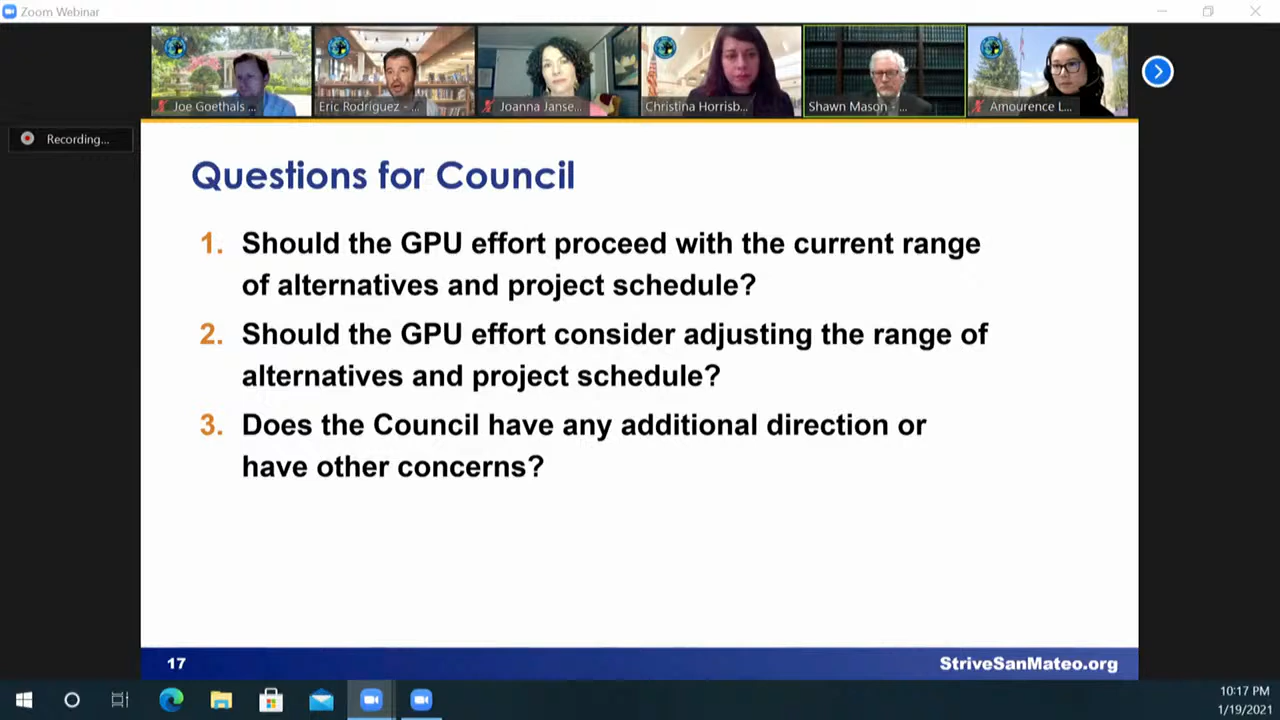 Zoom Webinar
Joe Goethals ...
Eric Rodriguez - ...
Joanna Janse...
Christina Horrisb...
Shawn Mason - ...
Amourence L...
Recording...
Questions for Council
1. Should the GPU effort proceed with the current range
of alternatives and project schedule?
2. Should the GPU effort consider adjusting the range of
alternatives and project schedule?
3. Does the Council have any additional direction or
have other concerns?
17
StriveSanMateo.org
10:17 PM
1/19/2021